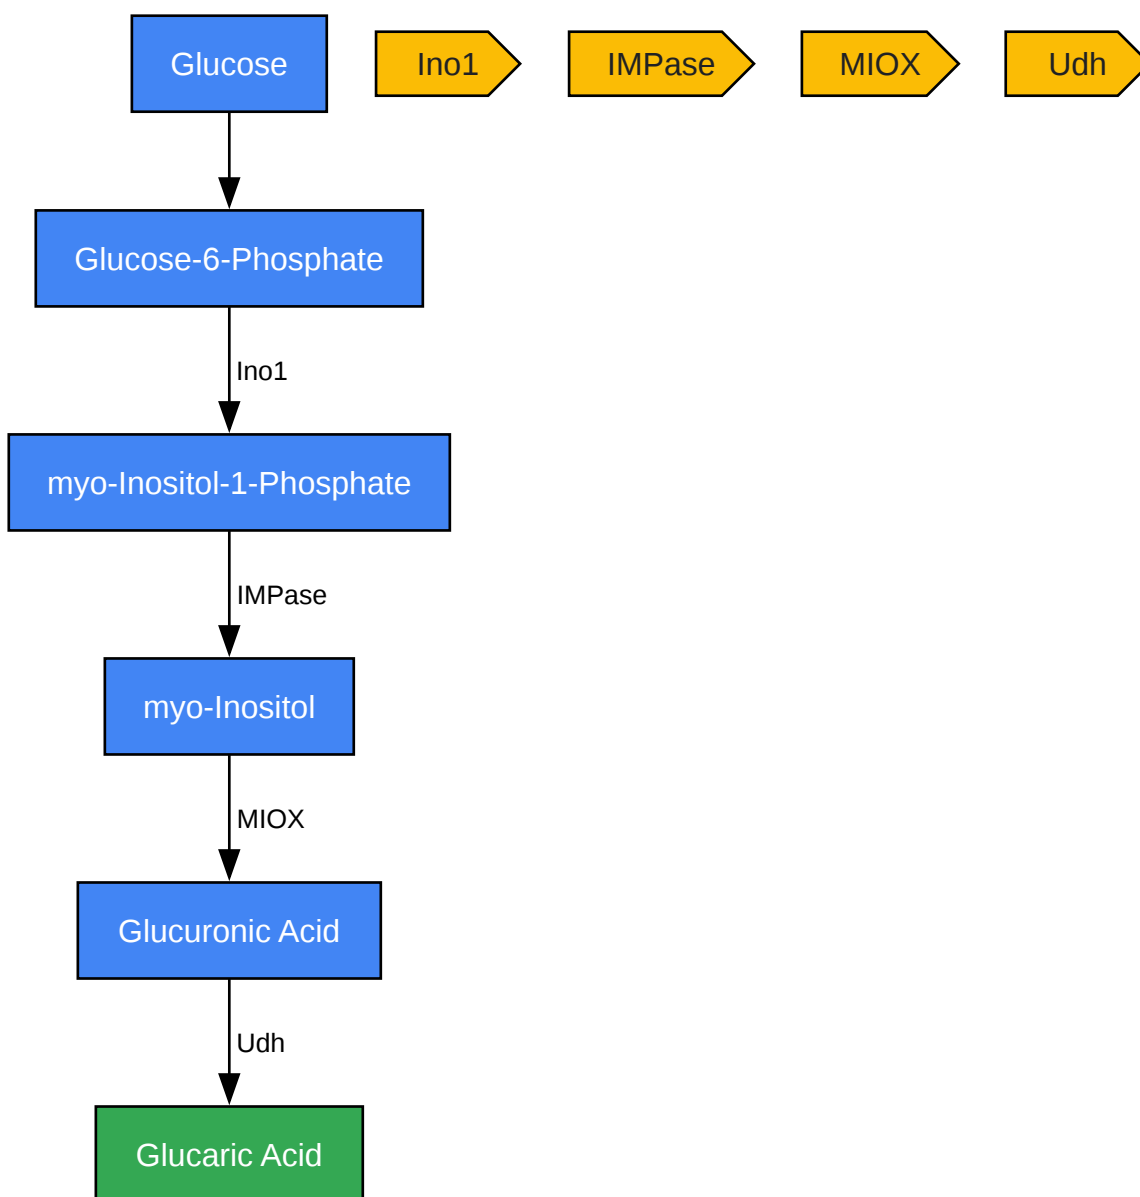 Glucose
Ino1
IMPase
MIOX
Udh
Glucose-6-Phosphate
Ino1
myo-Inositol-1-Phosphate
IMPase
myo-Inositol
MIOX
Glucuronic Acid
Udh
Glucaric Acid